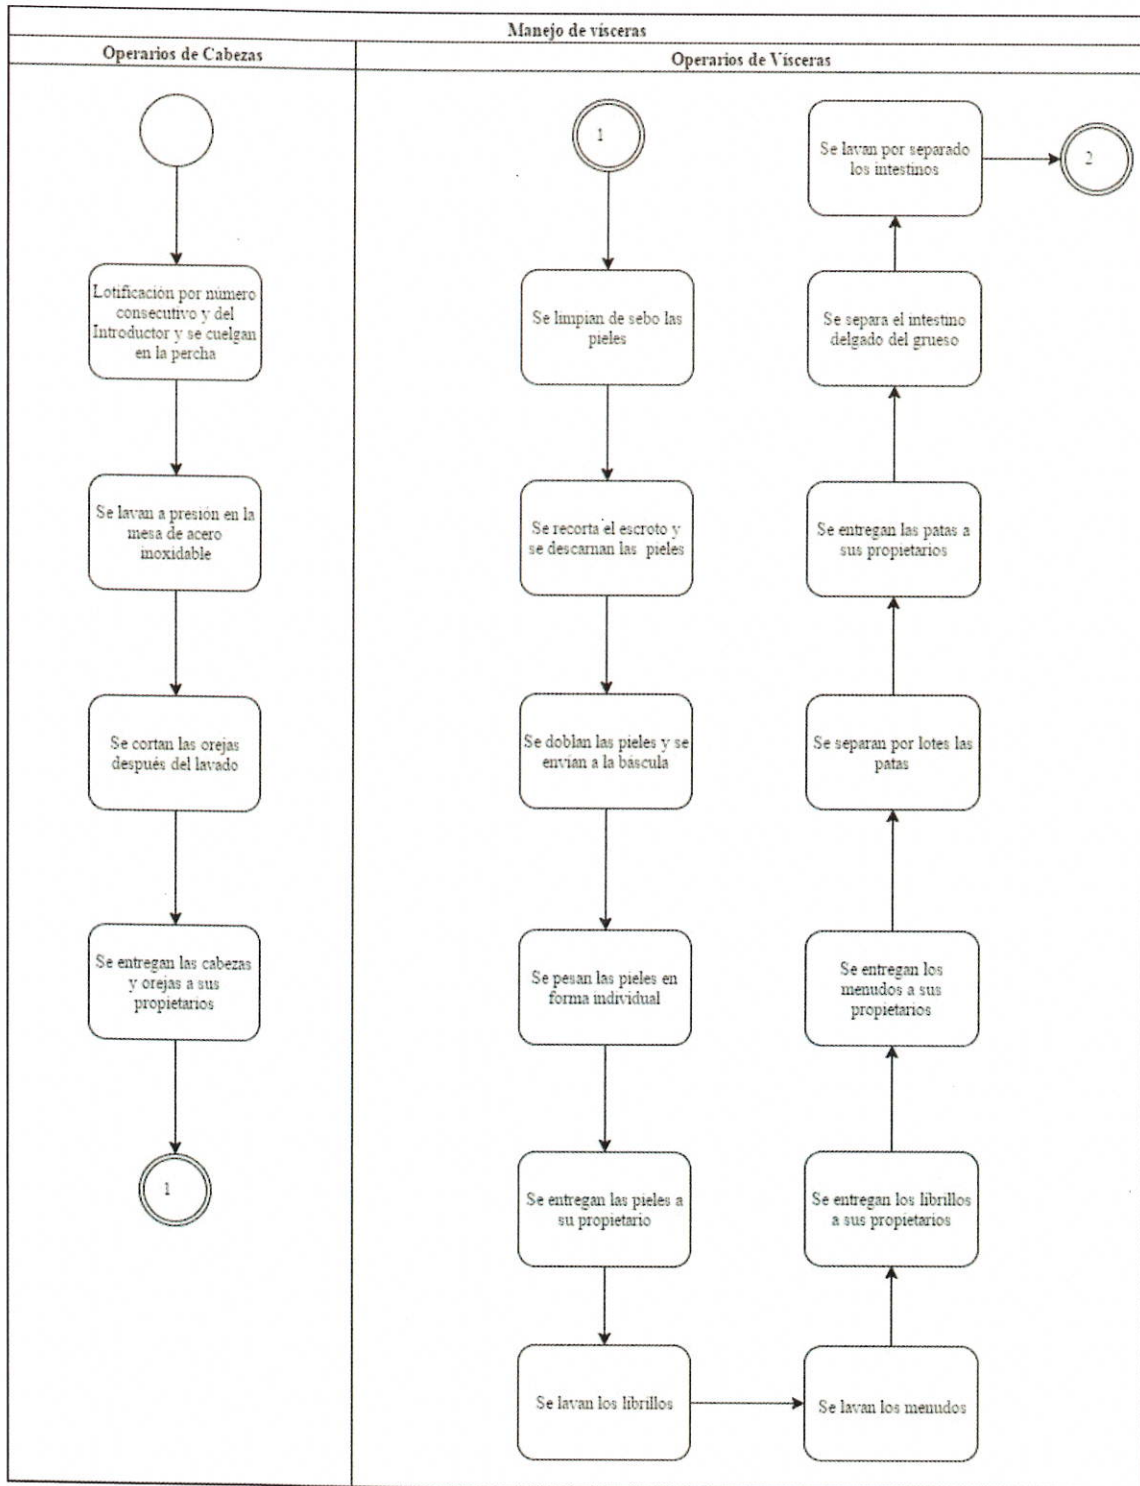 Manejo de vísceras
Operarios de Cabezas
Operarios de Vísceras
Lotificación por número
consecutivo y del
Introductor y se cuelgan
en la percha
Se lavan a presión en la
mesa de acero
inoxidable
Se cortan las orejas
después del lavado
Se entregan las cabezas
y orejas a sus
propietarios
1
1
Se limpian de sebo las
pieles
Se recorta el escroto y
se descarnan las pieles
Se doblan las pieles y se
envían a la báscula
Se pesan las pieles en
forma individual
Se entregan las pieles a
su propietario
Se lavan los librillos
Se lavan los menudos
Se entregan los librillos
a sus propietarios
Se entregan los
menudos a sus
propietarios
Se separan por lotes las
patas
Se entregan las patas a
sus propietarios
Se separa el intestino
delgado del grueso
Se lavan por separado
los intestinos
2